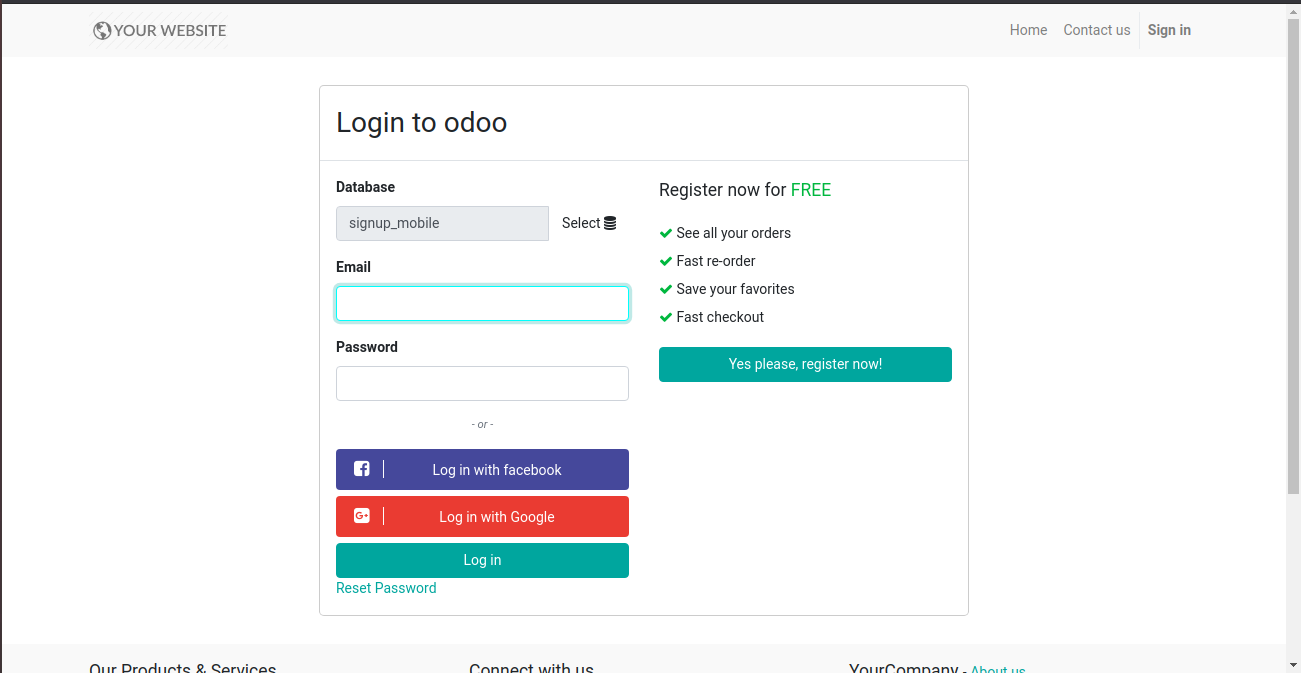 YOUR WEBSITE
Home
Contact us
Sign in
Login to odoo
Database
signup_mobile
Select
Email
Password
- or -
Log in with facebook
Log in with Google
Log in
Reset Password
Register now for FREE
See all your orders
Fast re-order
Save your favorites
Fast checkout
Yes please, register now!
Our Products & Services
Connect with us
YourCompany - About us